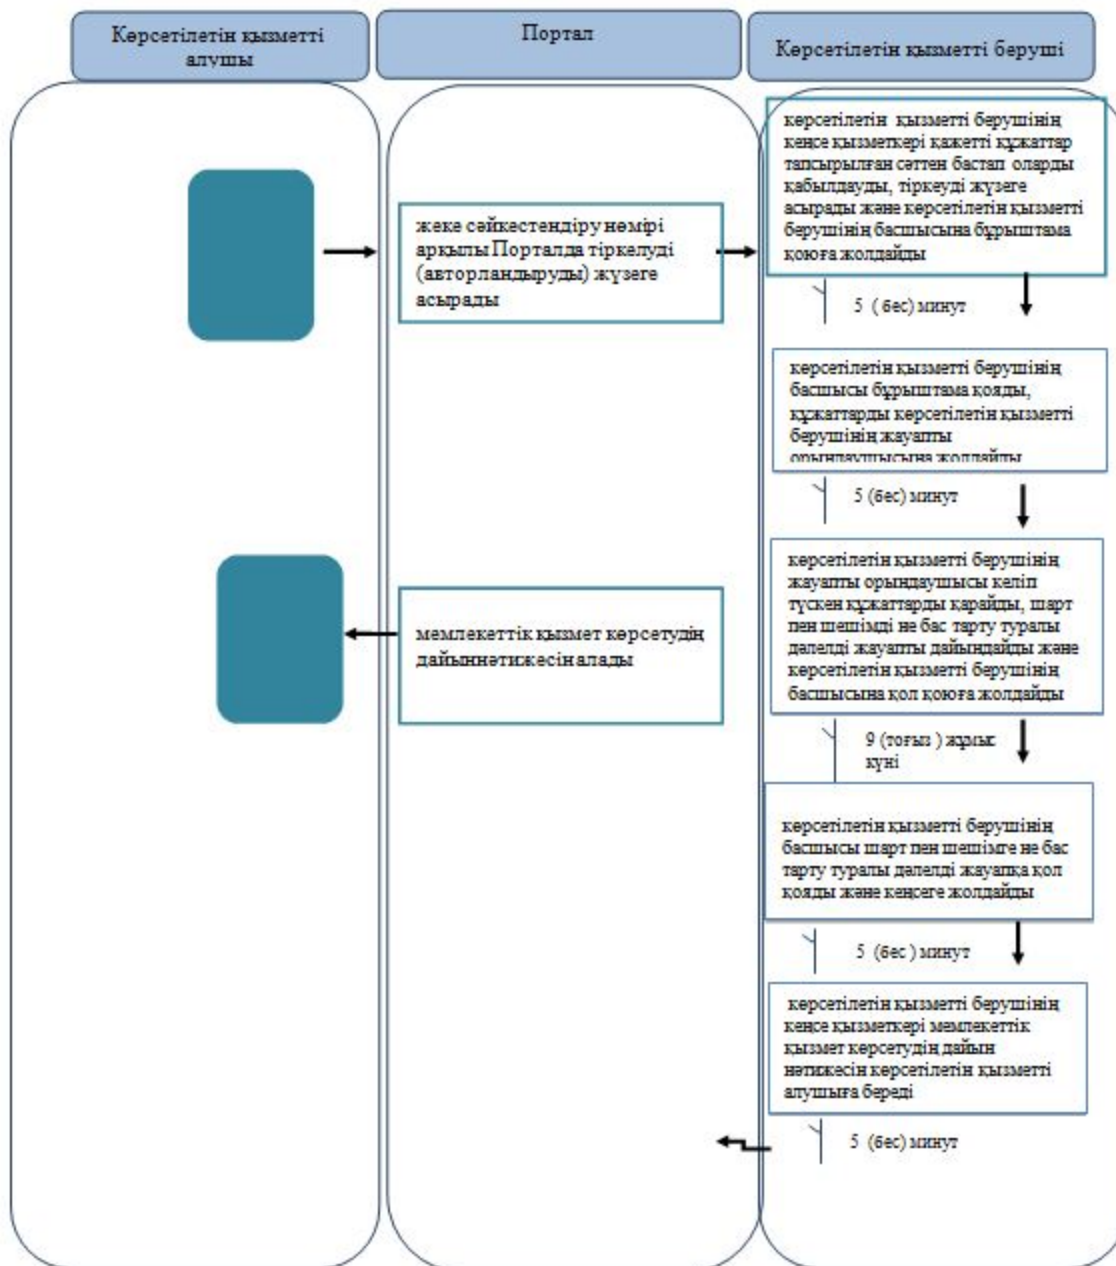 Көрсетілетін қызметті
алушы
Портал
Көрсетілетін қызметті беруші
көрсетілетін қызметті берушінің
кеңсе қызметкері қажетті құжаттар
тапсырылған сәттен бастап оларды
қабылдауды, тіркеуді жүзеге
асырады және көрсетілетін қызметті
берушінің басшысына бұрыштама
қоюға жолдайды
жеке сәйкестендіру нөмірі
арқылы Порталда тіркелуді
(авторландыруды) жүзеге
асырады
5 ( бес) минут
көрсетілетін қызметті берушінің
басшысы бұрыштама қояды,
құжаттарды көрсетілетін қызметті
берушінің жауапты
орындаушысына жолдайды
5 (бес) минут
көрсетілетін қызметті берушінің
жауапты орындаушысы келіп
түскен құжаттарды қарайды, шарт
пен шешімді не бас тарту туралы
дәлелді жауапты дайындайды және
көрсетілетін қызметті берушінің
басшысына қол қоюға жолдайды
мемлекеттік қызмет көрсетудің
дайын нәтижесін алады
9 (тоғыз ) жұмыс
күні
көрсетілетін қызметті берушінің
басшысы шарт пен шешімге не бас
тарту туралы дәлелді жауапқа қол
қояды және кеңсеге жолдайды
5 (бес ) минут
көрсетілетін қызметті берушінің
кеңсе қызметкері мемлекеттік
қызмет көрсетудің дайын
нәтижесін көрсетілетін қызметті
алушыға береді
5 (бес) минут